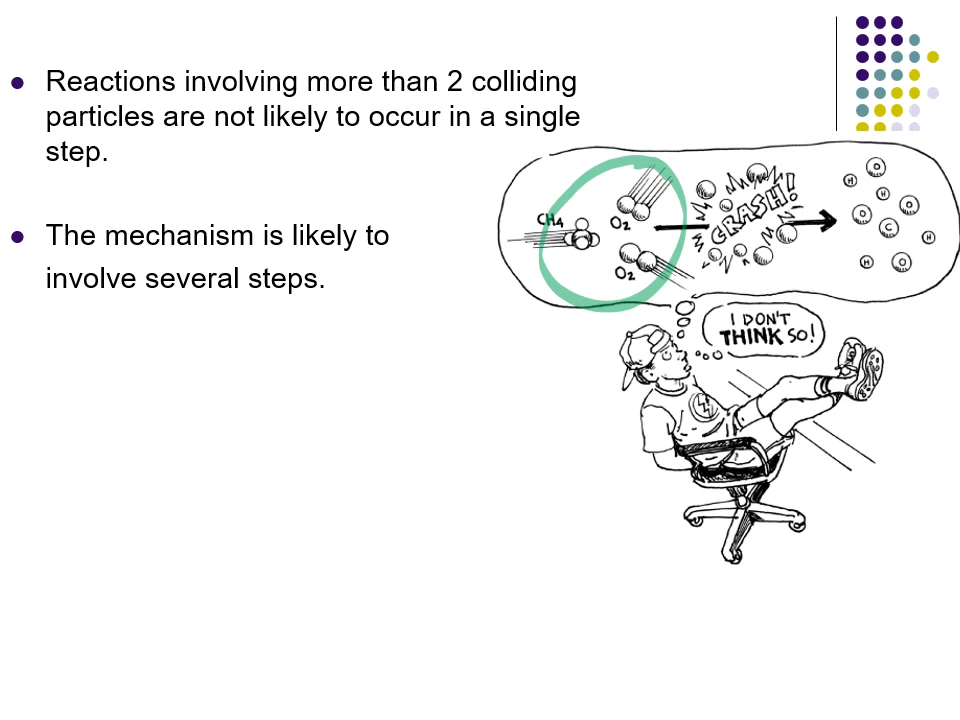 Reactions involving more than 2 colliding
particles are not likely to occur in a single
step.
The mechanism is likely to
involve several steps.
CH4
O2
O2
CRASH!
O
H
H
O
O
C
H
H
O
I DON'T
THINK SO!